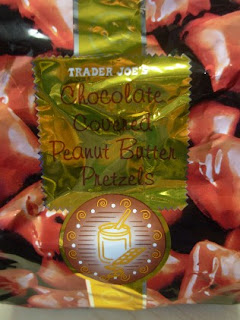 TRADER JOE'S
Chocolate
Covered
Peanut Butter
Pretzels